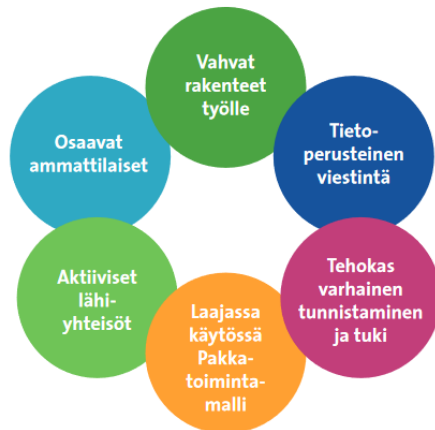 Vahvat
rakenteet
työlle
Tieto-
perusteinen
viestintä
Tehokas
varhainen
tunnistaminen
ja tuki
Laajassa
käytössä
Pakka-
toiminta-
malli
Aktiiviset
lähi-
yhteisöt
Osaavat
ammattilaiset